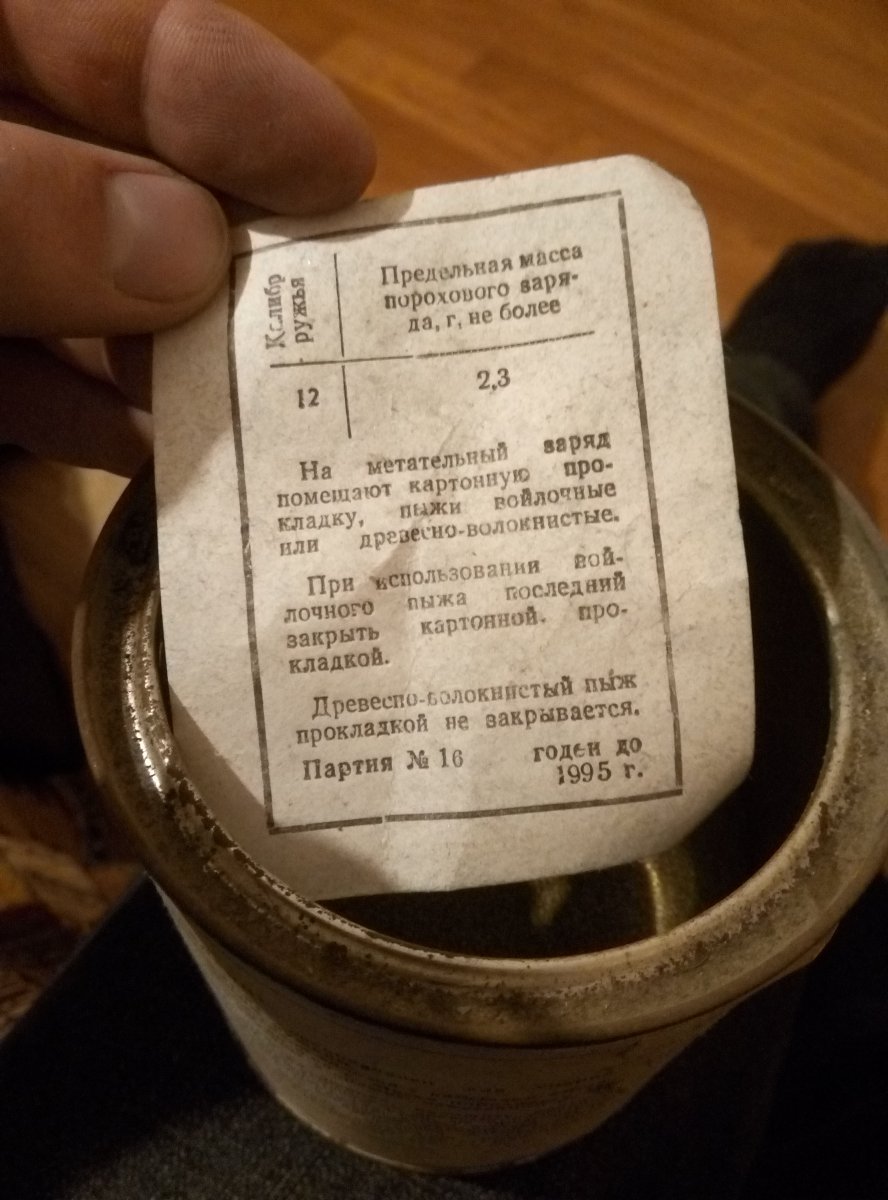 Калибр
ружья
Предельная масса
порохового заря-
да, г, не более
12
2,3
На метательный заряд
помещают картонную про-
кладку, пыжи войлочные
или древесно-волокнистые.
При использовании вой-
лочного пыжа последний
закрыть картонной. про-
кладкой.
Древесно-волокнистый пыж
прокладкой не закрывается.
Партия № 16 годен до
1995 г.